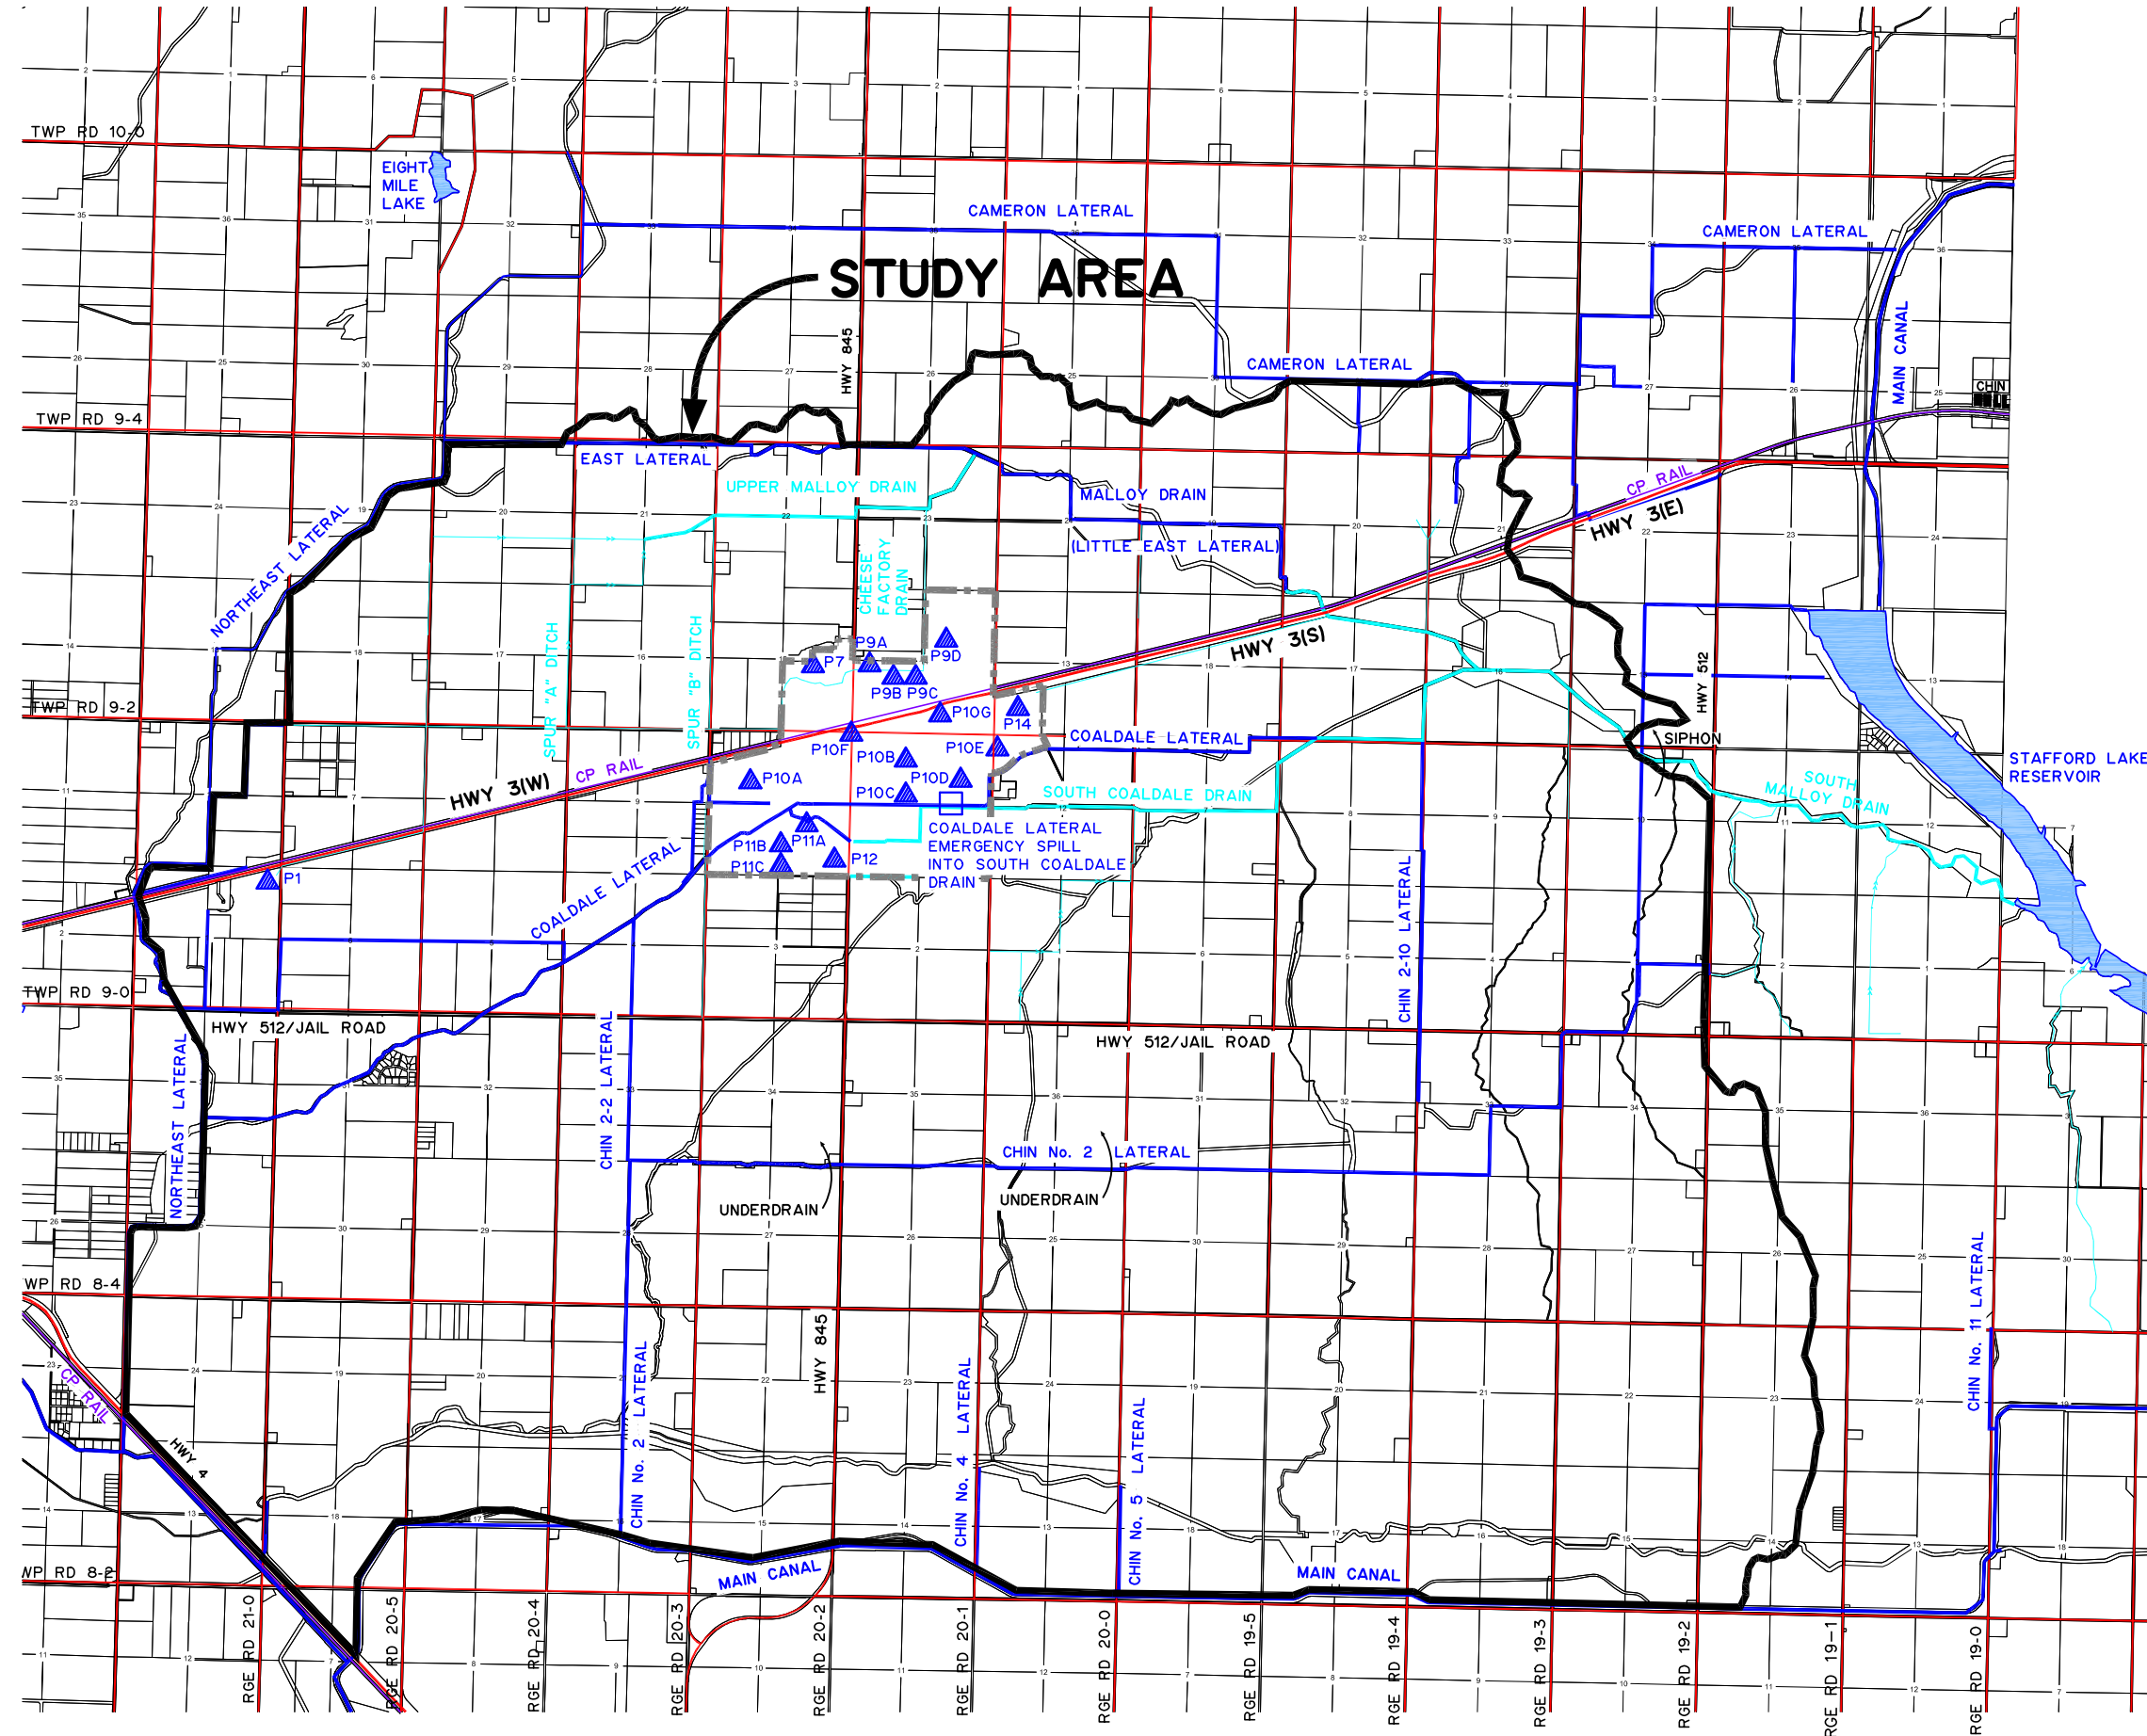 TWP RD 10-0
EIGHT
MILE
LAKE
CAMERON LATERAL
CAMERON LATERAL
STUDY AREA
HWY 845
MAIN CANAL
CAMERON LATERAL
CHIN
TWP RD 9-4
EAST LATERAL
UPPER MALLOY DRAIN
MALLOY DRAIN
CP RAIL
HWY 3(E)
(LITTLE EAST LATERAL)
NORTHEAST LATERAL
CHEESE
FACTORY
DRAIN
SPUR "A" DITCH
SPUR "B" DITCH
P9A
P7
P9D
P9B
P9C
HWY 3(S)
HWY 512
TWP RD 9-2
P10G
P14
P10F
P10B
P10E
COALDALE LATERAL
SIPHON
STAFFORD LAKE
RESERVOIR
CP RAIL
HWY 3(W)
P10A
P10D
P10C
SOUTH COALDALE DRAIN
SOUTH
MALLOY DRAIN
COALDALE LATERAL
EMERGENCY SPILL
INTO SOUTH COALDALE
DRAIN
P11B
P11A
P11C
P12
P1
COALDALE LATERAL
CHIN 2-10 LATERAL
TWP RD 9-0
HWY 512/JAIL ROAD
HWY 512/JAIL ROAD
NORTHEAST LATERAL
CHIN 2-2 LATERAL
CHIN No. 2 LATERAL
UNDERDRAIN
UNDERDRAIN
WP RD 8-4
CP RAIL
HWY 4
HWY 845
CHIN No. 2 LATERAL
CHIN No. 4 LATERAL
CHIN No. 5 LATERAL
CHIN No. 11 LATERAL
WP RD 8-2
MAIN CANAL
MAIN CANAL
RGE RD 21-0
RGE RD 20-5
RGE RD 20-4
RGE RD 20-3
RGE RD 20-2
RGE RD 20-1
RGE RD 20-0
RGE RD 19-5
RGE RD 19-4
RGE RD 19-3
RGE RD 19-2
RGE RD 19-1
RGE RD 19-0